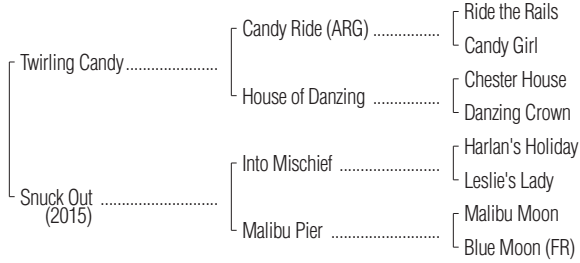 Ride the Rails
Candy Ride (ARG) ................
Candy Girl
Twirling Candy ......................
Chester House
House of Danzing ................
Danzing Crown
Harlan's Holiday
Into Mischief ........................
Leslie's Lady
Snuck Out ............................
(2015)
Malibu Moon
Malibu Pier ..........................
Blue Moon (FR)